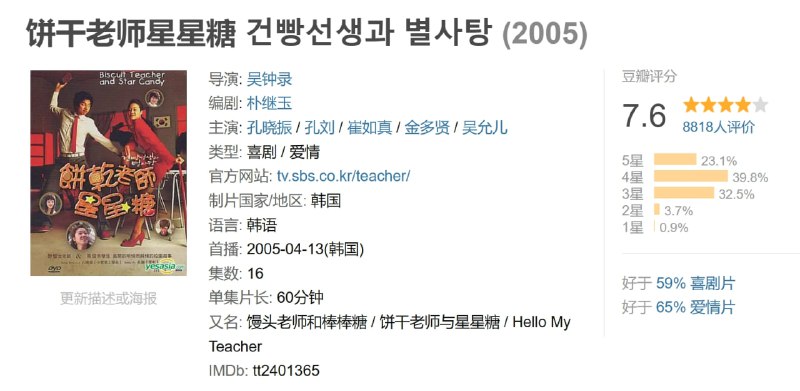 饼干老师星星糖 건빵선생과 별사탕 (2005)
Biscuit Teacher
and Star Candy
餅乾老師
星星糖
DVD
yesasia
更新描述或海报
导演: 吴钟录
编剧: 朴继玉
主演: 孔晓振 / 孔刘 / 崔如真 / 金多贤 / 吴允儿
类型: 喜剧 / 爱情
官方网站: tv.sbs.co.kr/teacher/
制片国家/地区: 韩国
语言: 韩语
首播: 2005-04-13(韩国)
集数: 16
单集片长: 60分钟
又名: 馒头老师和棒棒糖 / 饼干老师与星星糖 / Hello My
Teacher
IMDb: tt2401365
豆瓣评分
7.6
8818人评价
5星 23.1%
4星 39.8%
3星 32.5%
2星 3.7%
1星 0.9%
好于 59% 喜剧片
好于 65% 爱情片